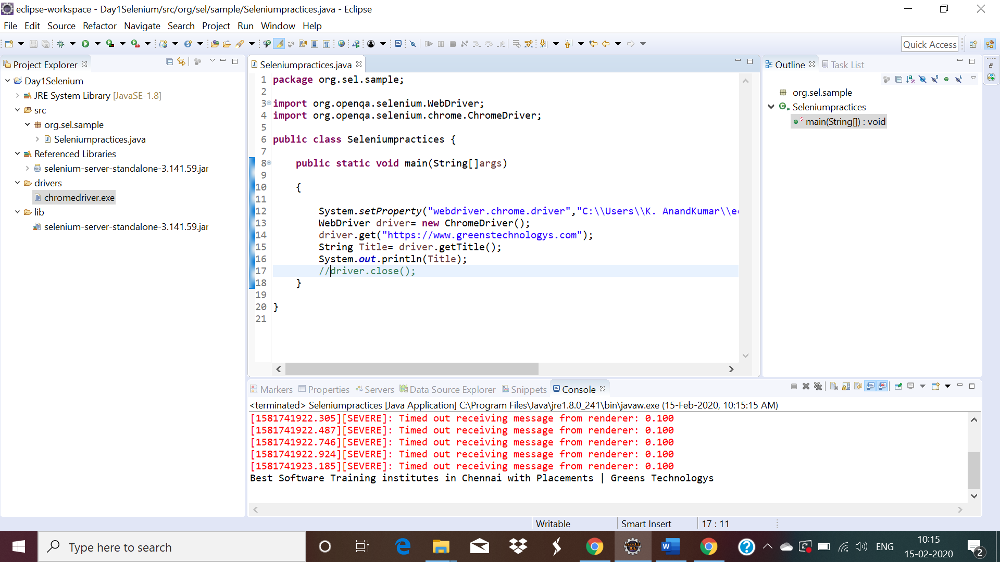 eclipse-workspace - Day1Selenium/src/org/sel/sample/Seleniumpractices.java - Eclipse
File Edit Source Refactor Navigate Search Project Run Window Help
Quick Access
Project Explorer
Day1Selenium
JRE System Library [JavaSE-1.8]
src
org.sel.sample
Seleniumpractices.java
Referenced Libraries
selenium-server-standalone-3.141.59.jar
drivers
chromedriver.exe
lib
selenium-server-standalone-3.141.59.jar
Seleniumpractices.java
1 package org.sel.sample;
2
3 import org.openqa.selenium.WebDriver;
4 import org.openqa.selenium.chrome.ChromeDriver;
5
6 public class Seleniumpractices {
7
8 public static void main(String[]args)
9
10 {
11
12 System.setProperty("webdriver.chrome.driver","C:\\Users\\K. AnandKumar\\e
13 WebDriver driver= new ChromeDriver();
14 driver.get("https://www.greenstechnologys.com");
15 String Title= driver.getTitle();
16 System.out.println(Title);
17 //driver.close();
18 }
19
20 }
21
Outline Task List
org.sel.sample
Seleniumpractices
main(String[]) : void
Markers Properties Servers Data Source Explorer Snippets Console
<terminated> Seleniumpractices [Java Application] C:\Program Files\Java\jre1.8.0_241\bin\javaw.exe (15-Feb-2020, 10:15:15 AM)
[1581741922.305][SEVERE]: Timed out receiving message from renderer: 0.100
[1581741922.487][SEVERE]: Timed out receiving message from renderer: 0.100
[1581741922.746][SEVERE]: Timed out receiving message from renderer: 0.100
[1581741922.924][SEVERE]: Timed out receiving message from renderer: 0.100
[1581741923.185][SEVERE]: Timed out receiving message from renderer: 0.100
Best Software Training institutes in Chennai with Placements | Greens Technologys
Writable Smart Insert 17 : 11
Type here to search
ENG
10:15
15-02-2020
2